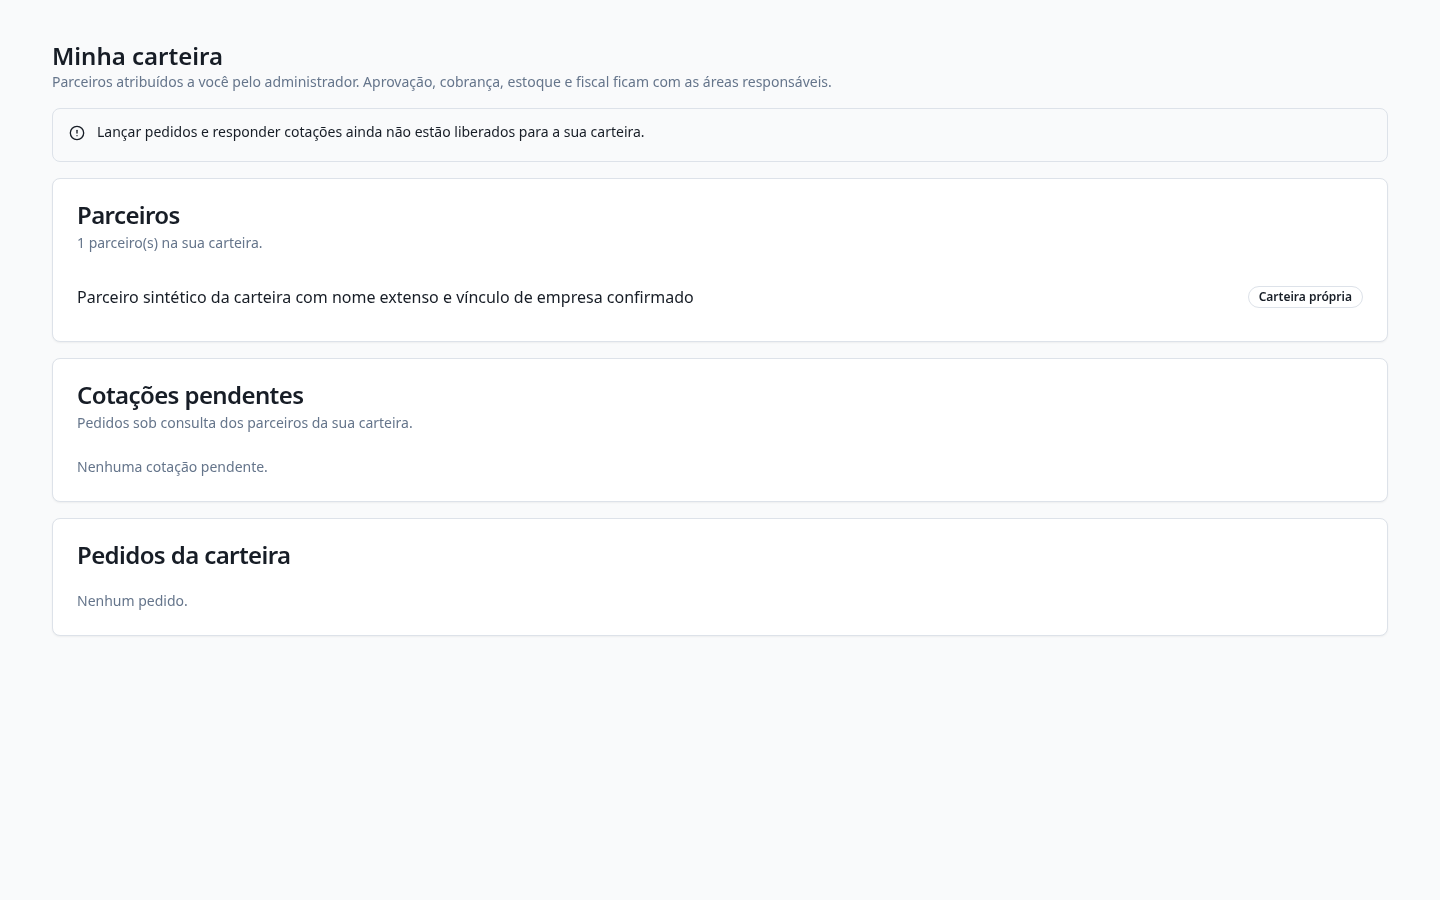 Minha carteira
Parceiros atribuídos a você pelo administrador. Aprovação, cobrança, estoque e fiscal ficam com as áreas responsáveis.
Lançar pedidos e responder cotações ainda não estão liberados para a sua carteira.
Parceiros
1 parceiro(s) na sua carteira.
Parceiro sintético da carteira com nome extenso e vínculo de empresa confirmado
Carteira própria
Cotações pendentes
Pedidos sob consulta dos parceiros da sua carteira.
Nenhuma cotação pendente.
Pedidos da carteira
Nenhum pedido.